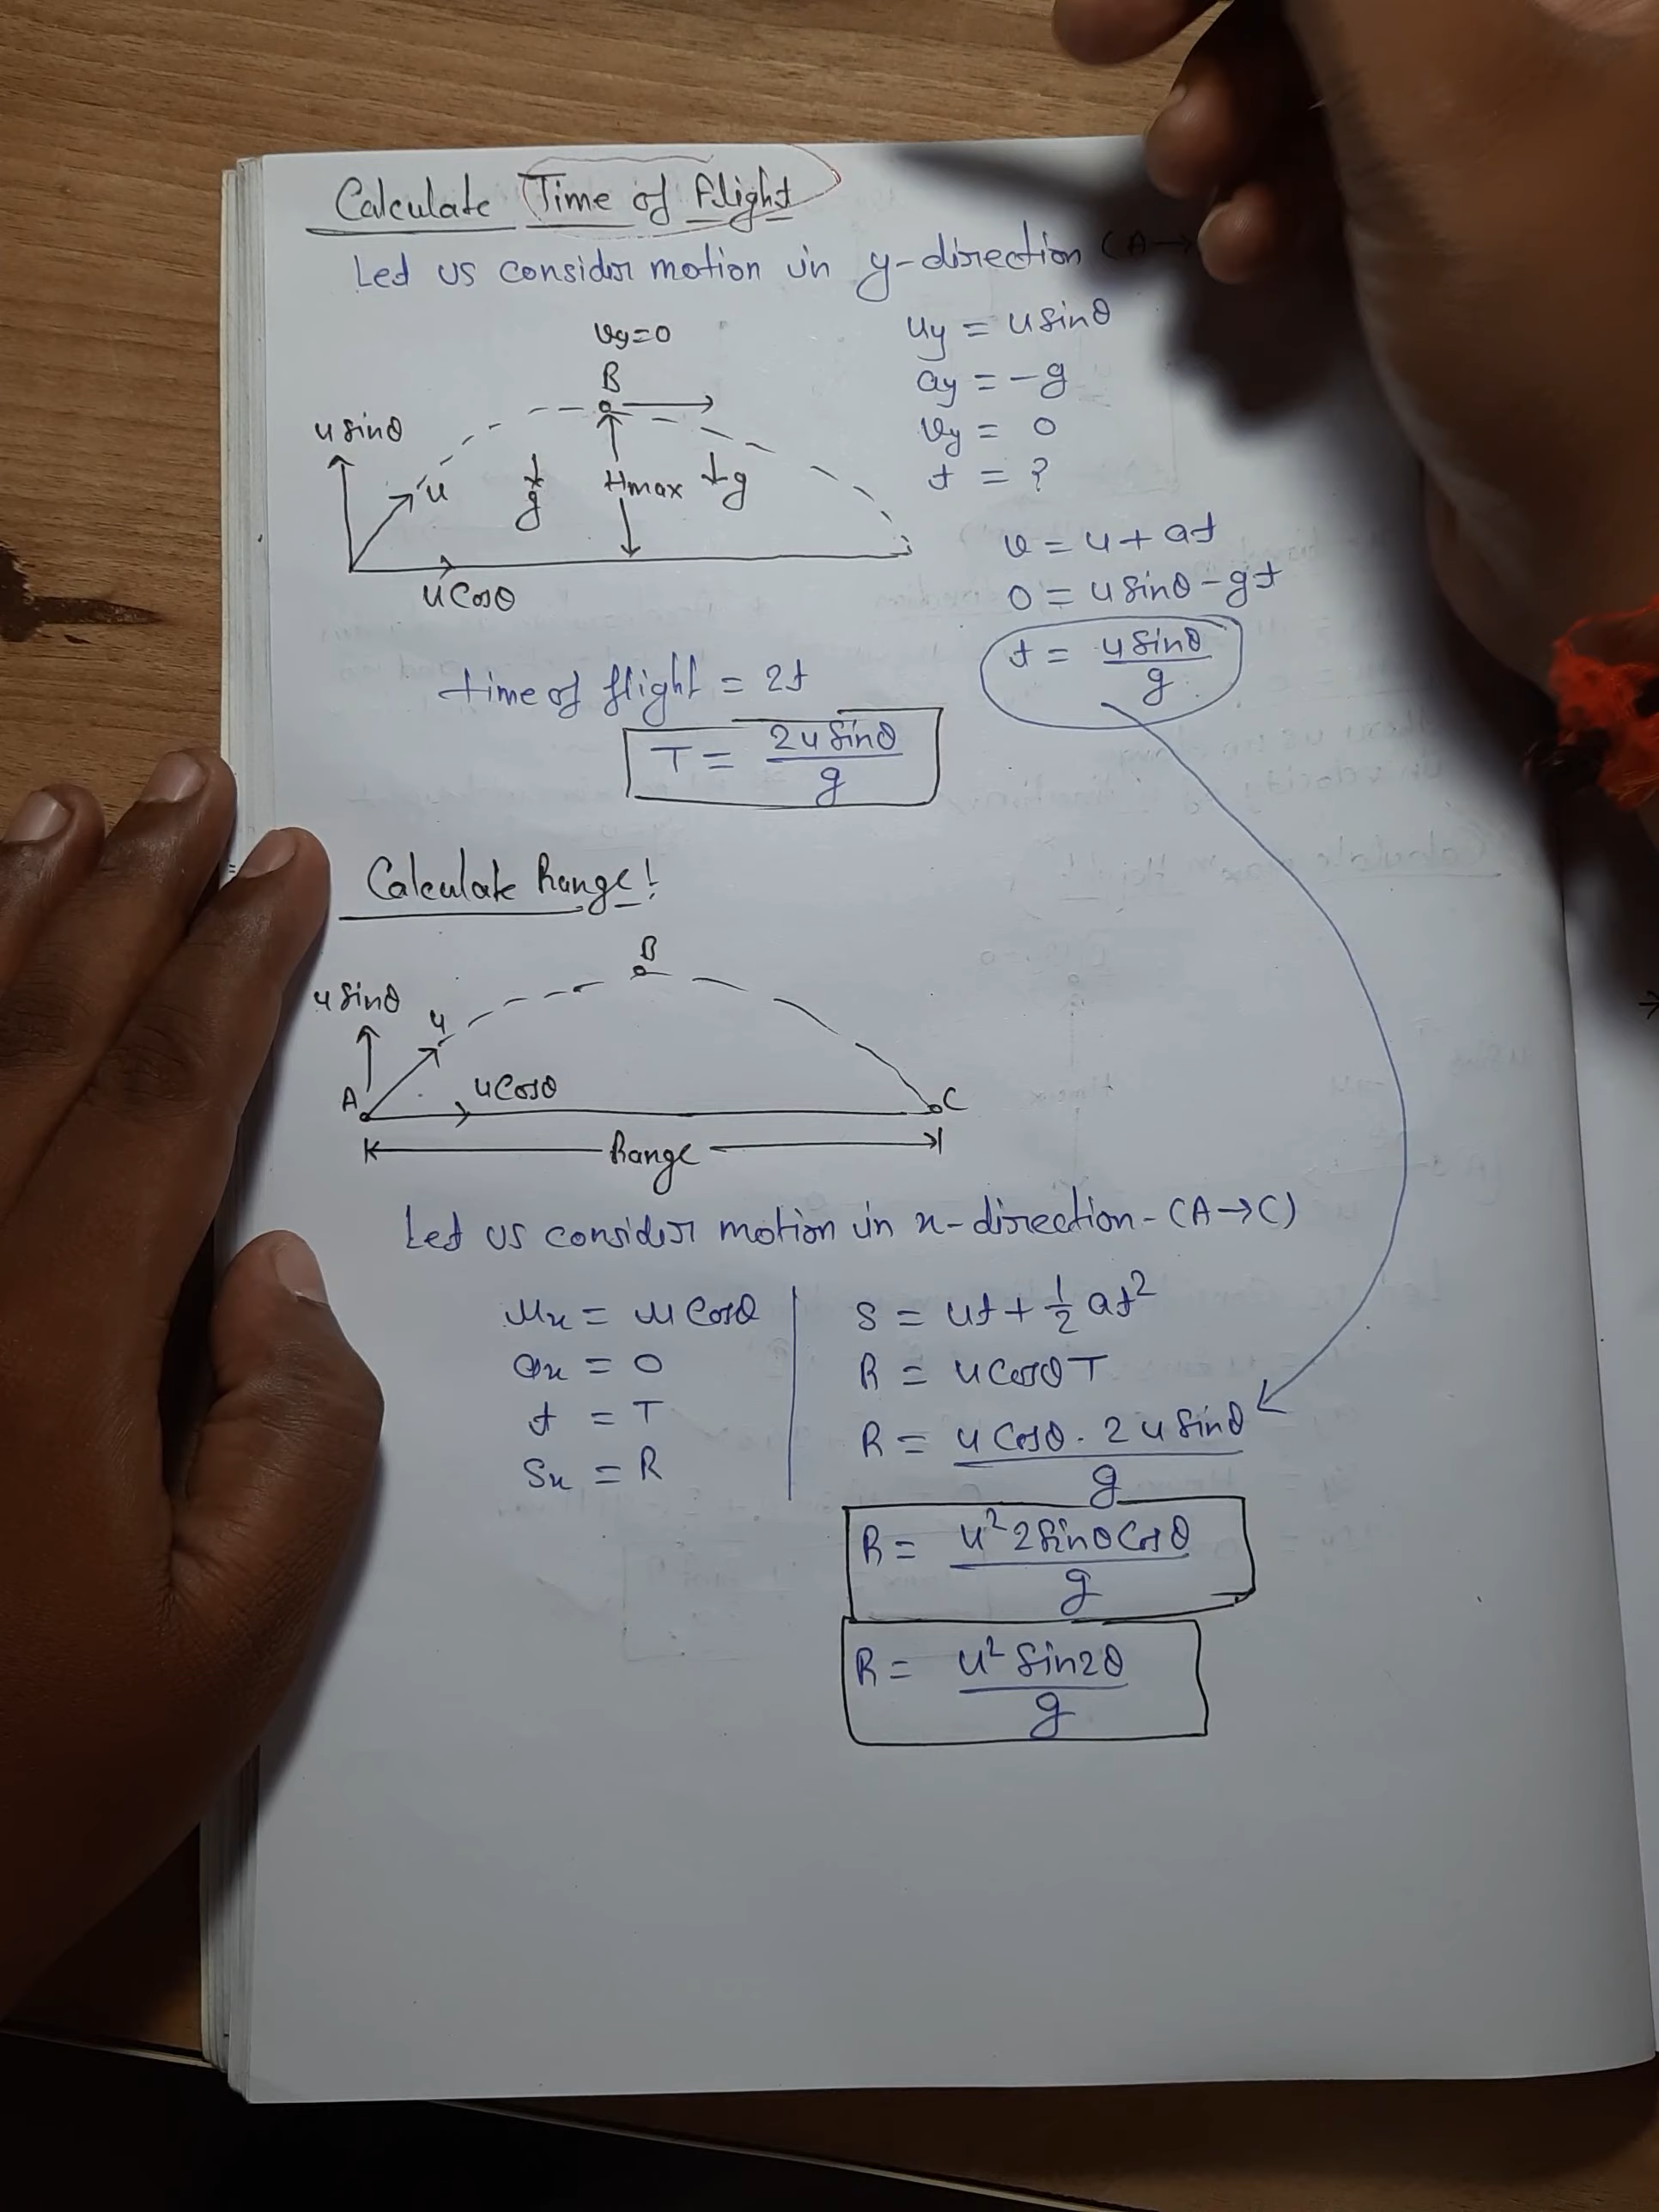 Calculate Time of flight
Let us consider motion in y-direction (A→
vy=0
B
u sinθ
u
g
Hmax
g
u Cosθ
uy = u sinθ
ay = -g
vy = 0
t = ?
v = u + at
0 = u sinθ - gt
t = u sinθ / g
time of flight = 2t
T = 2u sinθ / g
Calculate Range!
B
u sinθ
u
A
u Cosθ
C
Range
Let us consider motion in x-direction - (A→C)
ux = u Cosθ
ax = 0
t = T
Sx = R
S = ut + 1/2 at²
R = u Cosθ T
R = u Cosθ · 2 u sinθ / g
R = u² 2 sinθ Cosθ / g
R = u² sin2θ / g